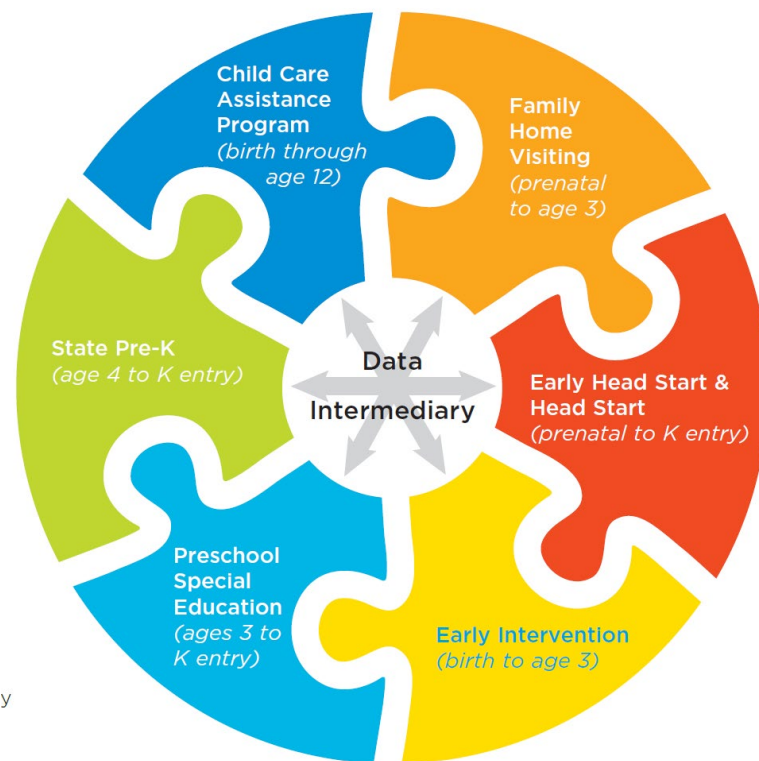 Child Care
Assistance
Program
(birth through
age 12)
Family
Home
Visiting
(prenatal
to age 3)
State Pre-K
(age 4 to K entry)
Data
Intermediary
Early Head Start &
Head Start
(prenatal to K entry)
Preschool
Special
Education
(ages 3 to
K entry)
Early Intervention
(birth to age 3)